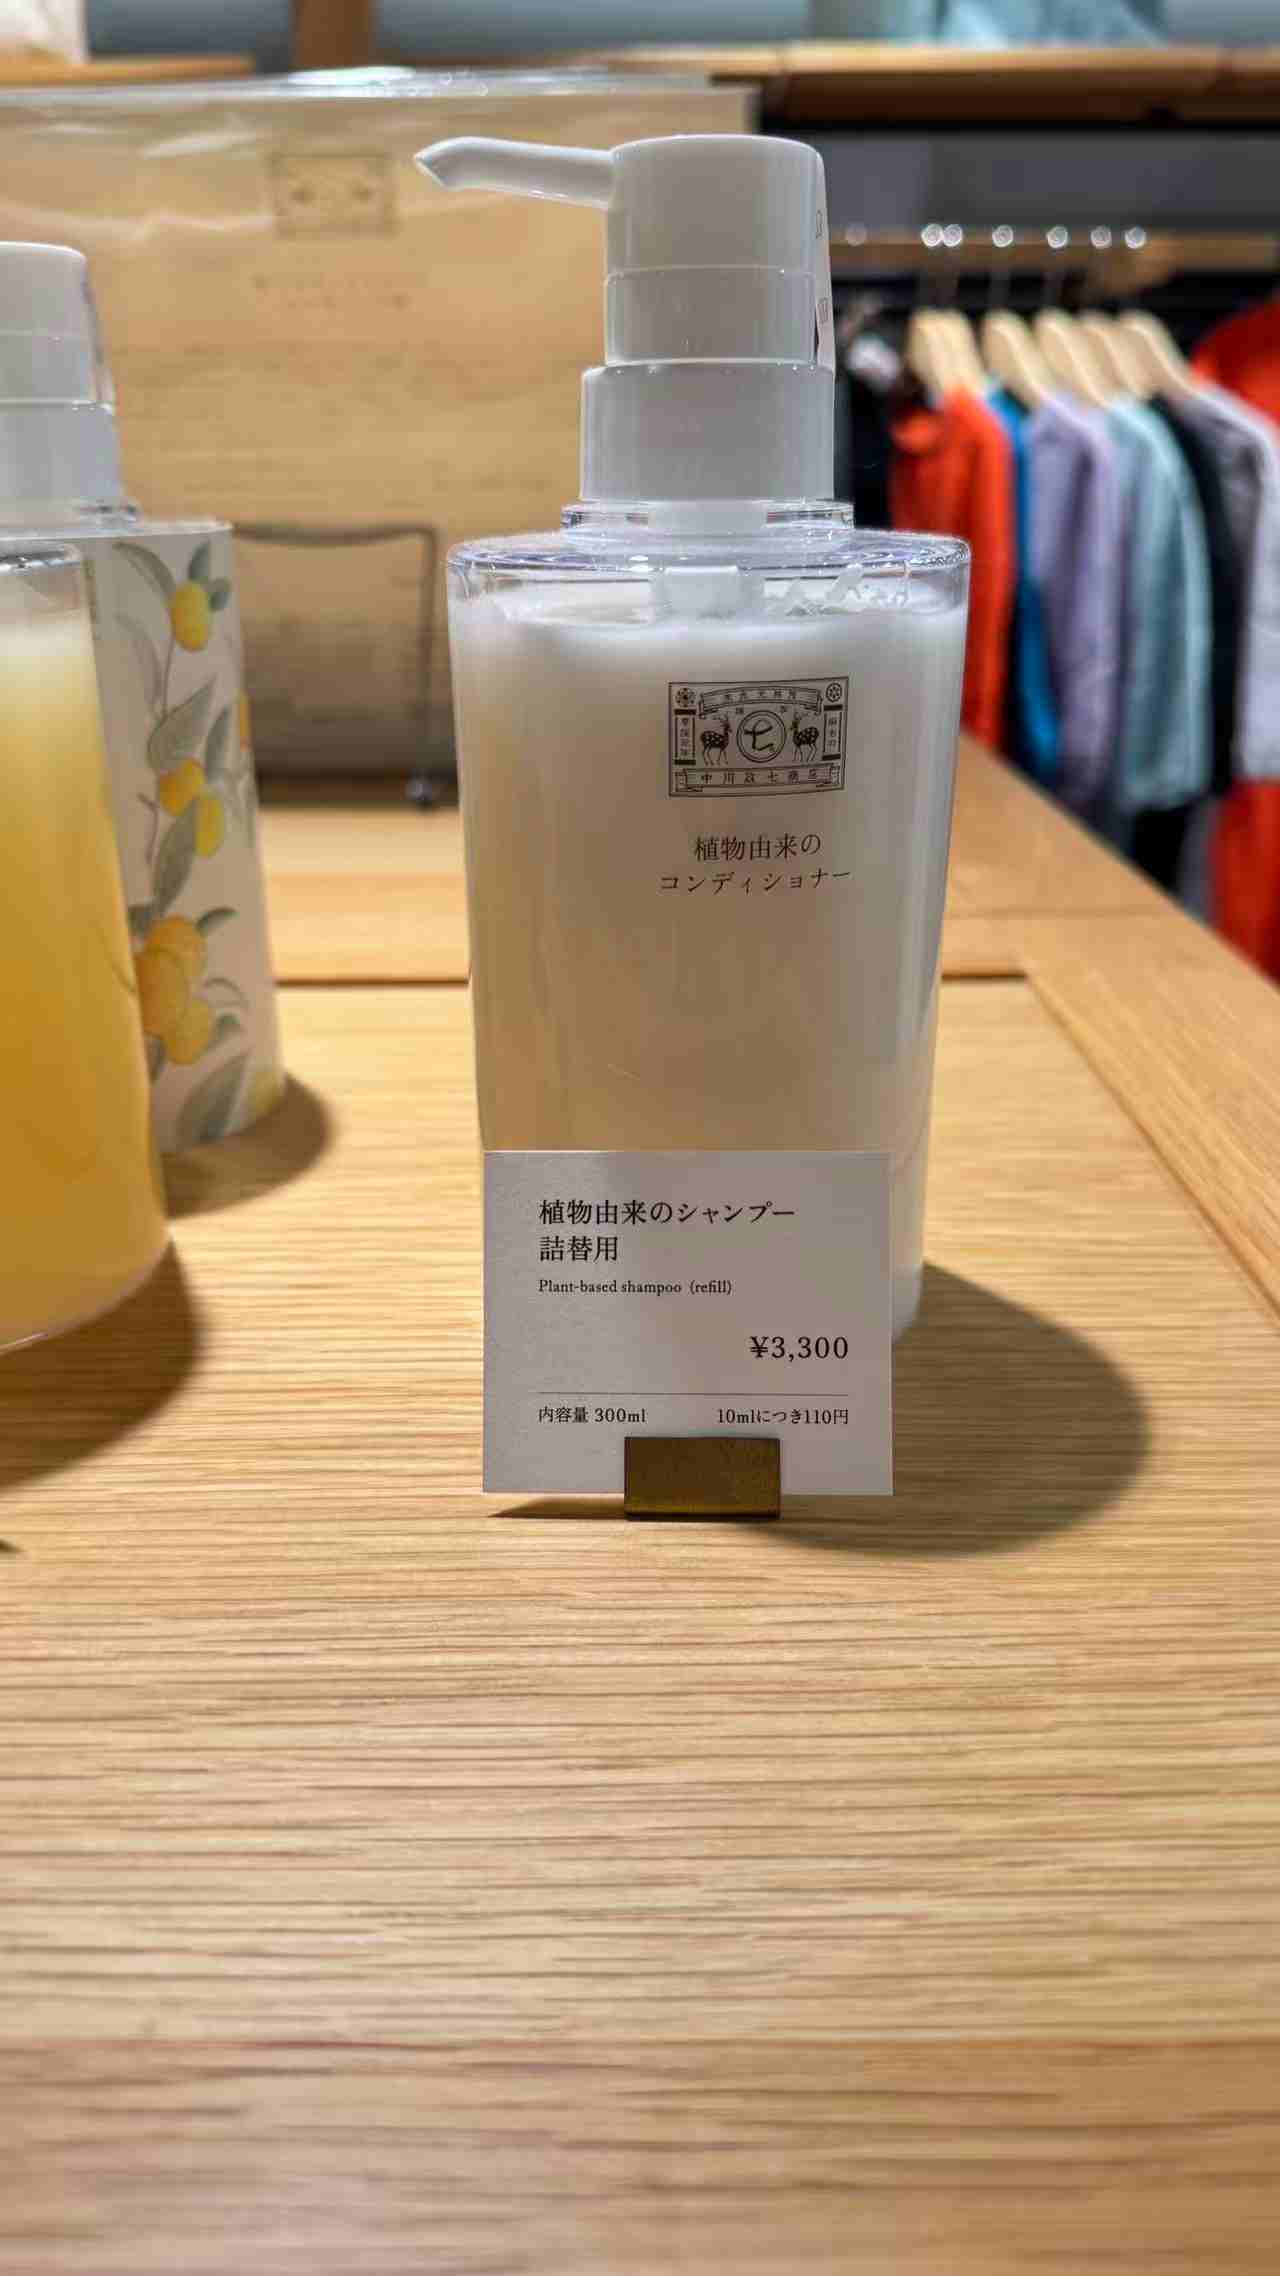 中川政七商店
植物由来の
コンディショナー
植物由来のシャンプー
詰替用
Plant-based shampoo (refill)
¥3,300
内容量 300ml 10mlにつき110円